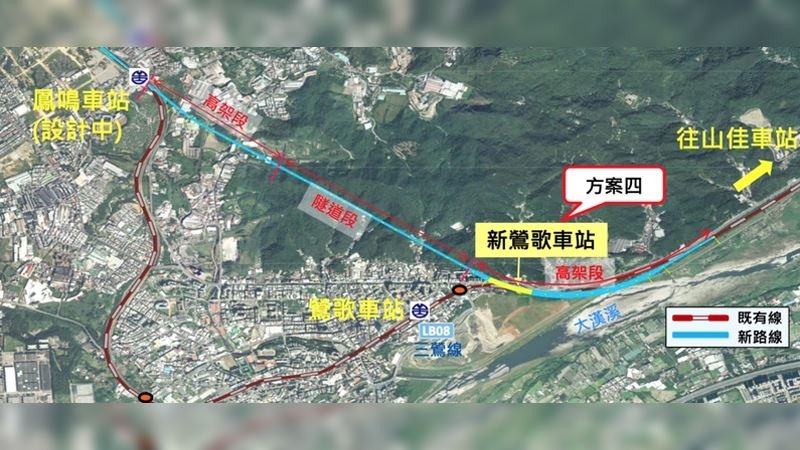 鳳鳴車站
(設計中)
高架段
往山佳車站
方案四
隧道段
新鶯歌車站
高架段
鶯歌車站
LB08
三鶯線
大漢溪
既有線
新路線